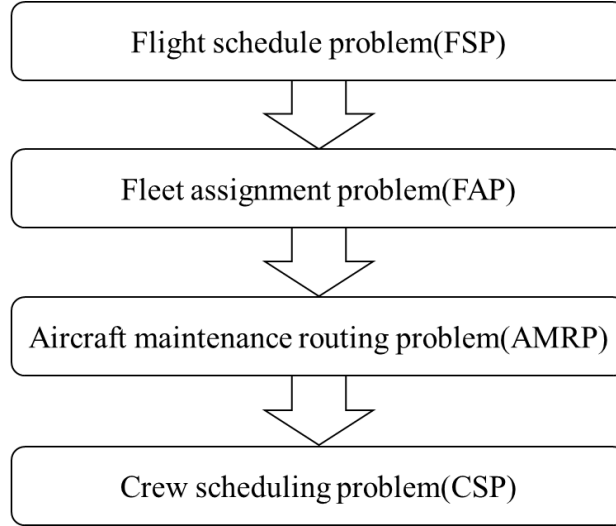 Flight schedule problem(FSP)
Fleet assignment problem(FAP)
Aircraft maintenance routing problem(AMRP)
Crew scheduling problem(CSP)